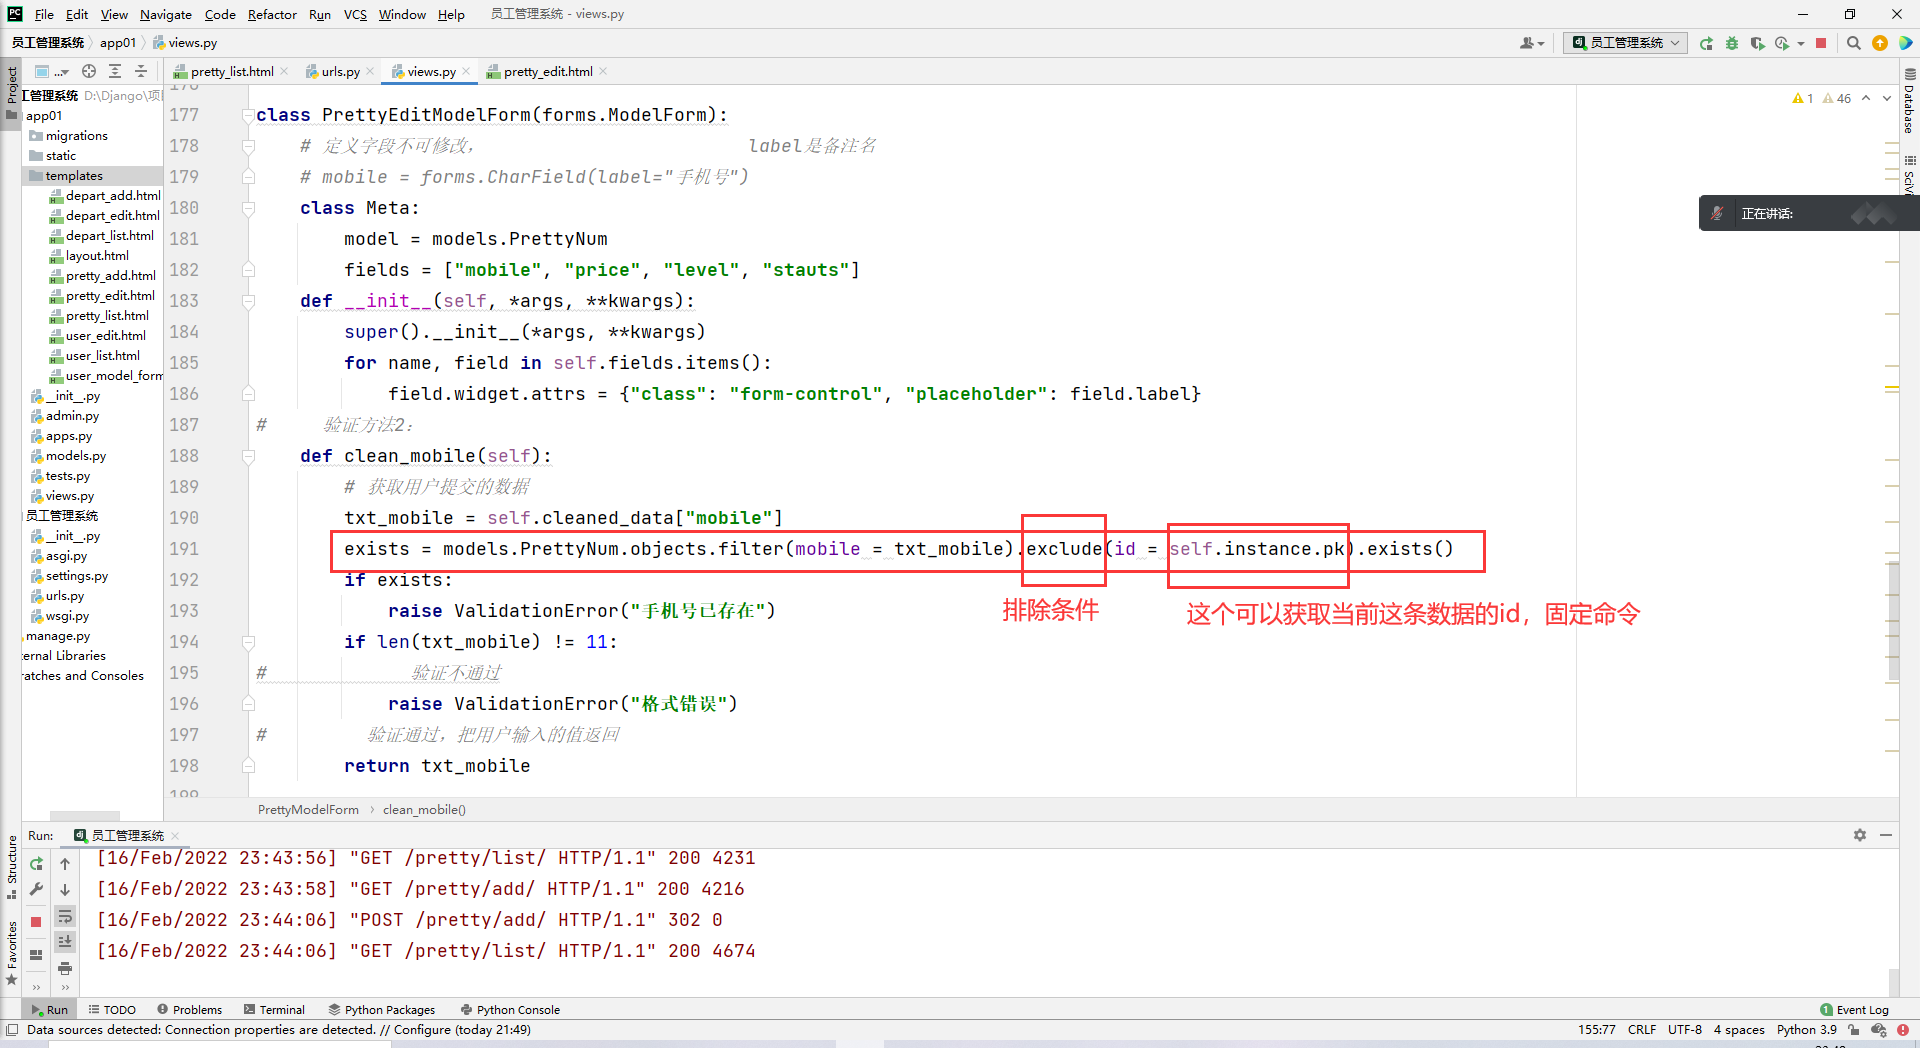 File Edit View Navigate Code Refactor Run VCS Window Help 员工管理系统 - views.py
员工管理系统 app01 views.py
员工管理系统
pretty_list.html urls.py views.py pretty_edit.html
Project
工管理系统 D:\Django\项
app01
migrations
static
templates
depart_add.html
depart_edit.html
depart_list.html
layout.html
pretty_add.html
pretty_edit.html
pretty_list.html
user_edit.html
user_list.html
user_model_form
__init__.py
admin.py
apps.py
models.py
tests.py
views.py
员工管理系统
__init__.py
asgi.py
settings.py
urls.py
wsgi.py
manage.py
ternal Libraries
ratches and Consoles
1 46
Database
SciVi
正在讲话:
177 class PrettyEditModelForm(forms.ModelForm):
178 # 定义字段不可修改， label是备注名
179 # mobile = forms.CharField(label="手机号")
180 class Meta:
181 model = models.PrettyNum
182 fields = ["mobile", "price", "level", "stauts"]
183 def __init__(self, *args, **kwargs):
184 super().__init__(*args, **kwargs)
185 for name, field in self.fields.items():
186 field.widget.attrs = {"class": "form-control", "placeholder": field.label}
187 # 验证方法2：
188 def clean_mobile(self):
189 # 获取用户提交的数据
190 txt_mobile = self.cleaned_data["mobile"]
191 exists = models.PrettyNum.objects.filter(mobile = txt_mobile).exclude(id = self.instance.pk).exists()
192 if exists:
排除条件
这个可以获取当前这条数据的id，固定命令
193 raise ValidationError("手机号已存在")
194 if len(txt_mobile) != 11:
195 # 验证不通过
196 raise ValidationError("格式错误")
197 # 验证通过，把用户输入的值返回
198 return txt_mobile
PrettyModelForm clean_mobile()
Run: 员工管理系统
Structure
Favorites
[16/Feb/2022 23:43:56] "GET /pretty/list/ HTTP/1.1" 200 4231
[16/Feb/2022 23:43:58] "GET /pretty/add/ HTTP/1.1" 200 4216
[16/Feb/2022 23:44:06] "POST /pretty/add/ HTTP/1.1" 302 0
[16/Feb/2022 23:44:06] "GET /pretty/list/ HTTP/1.1" 200 4674
Run TODO Problems Terminal Python Packages Python Console 1 Event Log
Data sources detected: Connection properties are detected. // Configure (today 21:49) 155:77 CRLF UTF-8 4 spaces Python 3.9